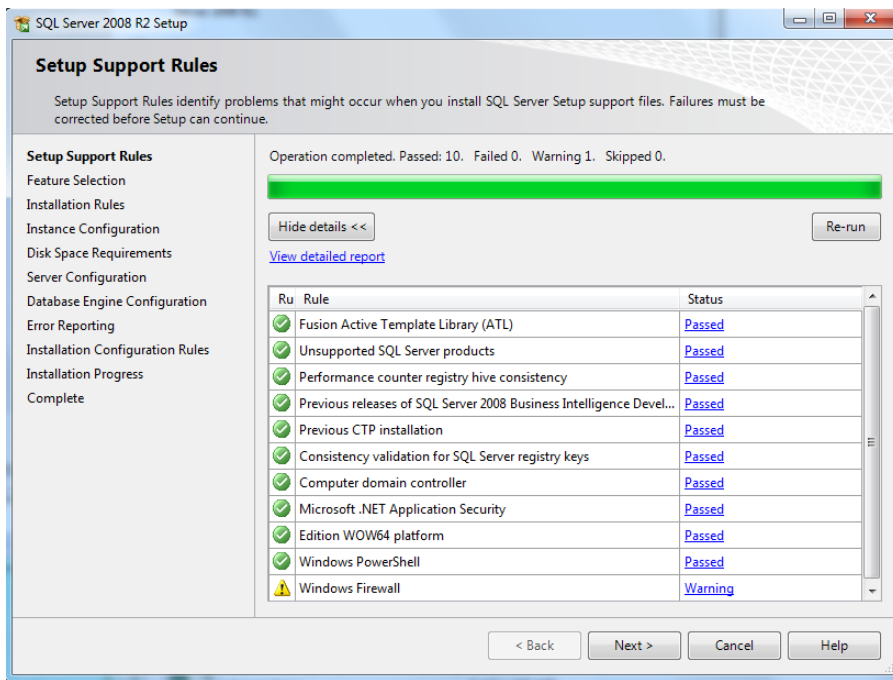 SQL Server 2008 R2 Setup
Setup Support Rules
Setup Support Rules identify problems that might occur when you install SQL Server Setup support files. Failures must be
corrected before Setup can continue.
Setup Support Rules
Feature Selection
Installation Rules
Instance Configuration
Disk Space Requirements
Server Configuration
Database Engine Configuration
Error Reporting
Installation Configuration Rules
Installation Progress
Complete
Operation completed. Passed: 10. Failed 0. Warning 1. Skipped 0.
Hide details <<
Re-run
View detailed report
Ru Rule Status
Fusion Active Template Library (ATL) Passed
Unsupported SQL Server products Passed
Performance counter registry hive consistency Passed
Previous releases of SQL Server 2008 Business Intelligence Devel... Passed
Previous CTP installation Passed
Consistency validation for SQL Server registry keys Passed
Computer domain controller Passed
Microsoft .NET Application Security Passed
Edition WOW64 platform Passed
Windows PowerShell Passed
Windows Firewall Warning
< Back Next > Cancel Help